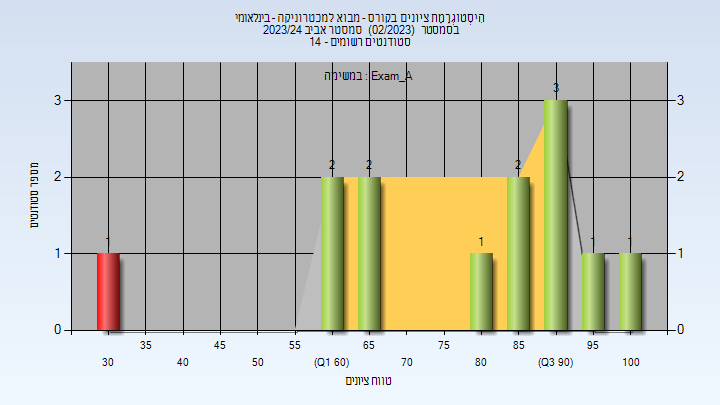 היסטוגרמת ציונים בקורס - מבוא למכטרוניקה - בינלאומי
בסמסטר (02/2023) סמסטר אביב 2023/24
סטודנטים רשומים - 14
במשימה : Exam_A
3
2 2 2
1 1 1 1
3 3
2 2
1 1
0 0
מספר סטודנטים
35 45 55 65 75 85 95
30 40 50 (Q1 60) 70 80 (Q3 90) 100
טווח ציונים